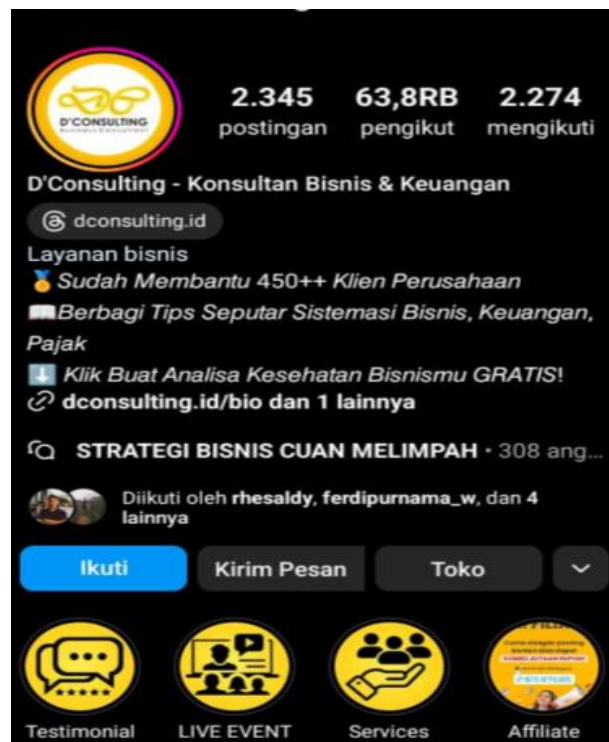 D'CONSULTING
Business Consultant
2.345 63,8RB 2.274
postingan pengikut mengikuti
D'Consulting - Konsultan Bisnis & Keuangan
dconsulting.id
Layanan bisnis
🏅Sudah Membantu 450++ Klien Perusahaan
📖Berbagi Tips Seputar Sistemasi Bisnis, Keuangan,
Pajak
⬇️ Klik Buat Analisa Kesehatan Bisnismu GRATIS!
dconsulting.id/bio dan 1 lainnya
STRATEGI BISNIS CUAN MELIMPAH · 308 ang...
Diikuti oleh rhesaldy, ferdipurnama_w, dan 4
lainnya
Ikuti Kirim Pesan Toko
Testimonial LIVE EVENT Services Affiliate